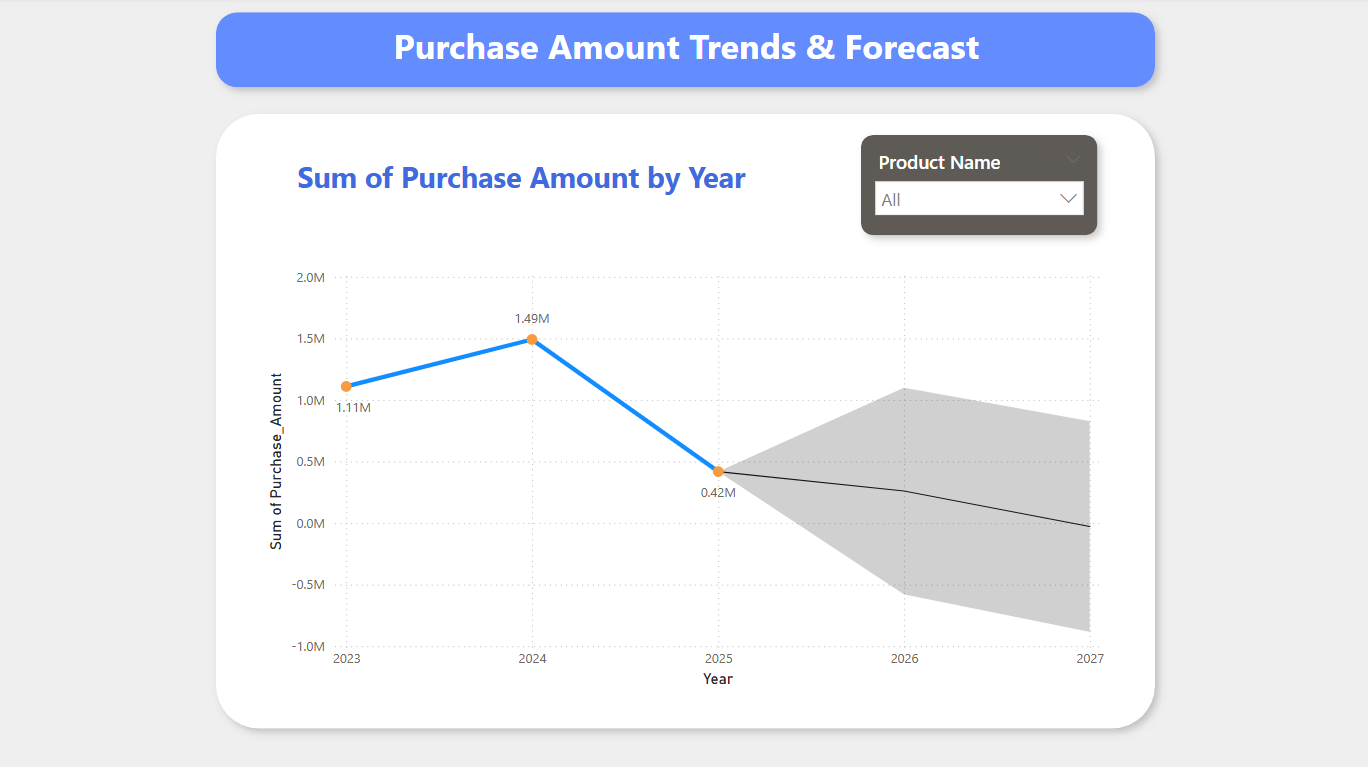 Purchase Amount Trends & Forecast
Sum of Purchase Amount by Year
Product Name
All
2.0M
1.5M
1.0M
0.5M
0.0M
-0.5M
-1.0M
Sum of Purchase_Amount
1.11M
1.49M
0.42M
2023 2024 2025 2026 2027
Year